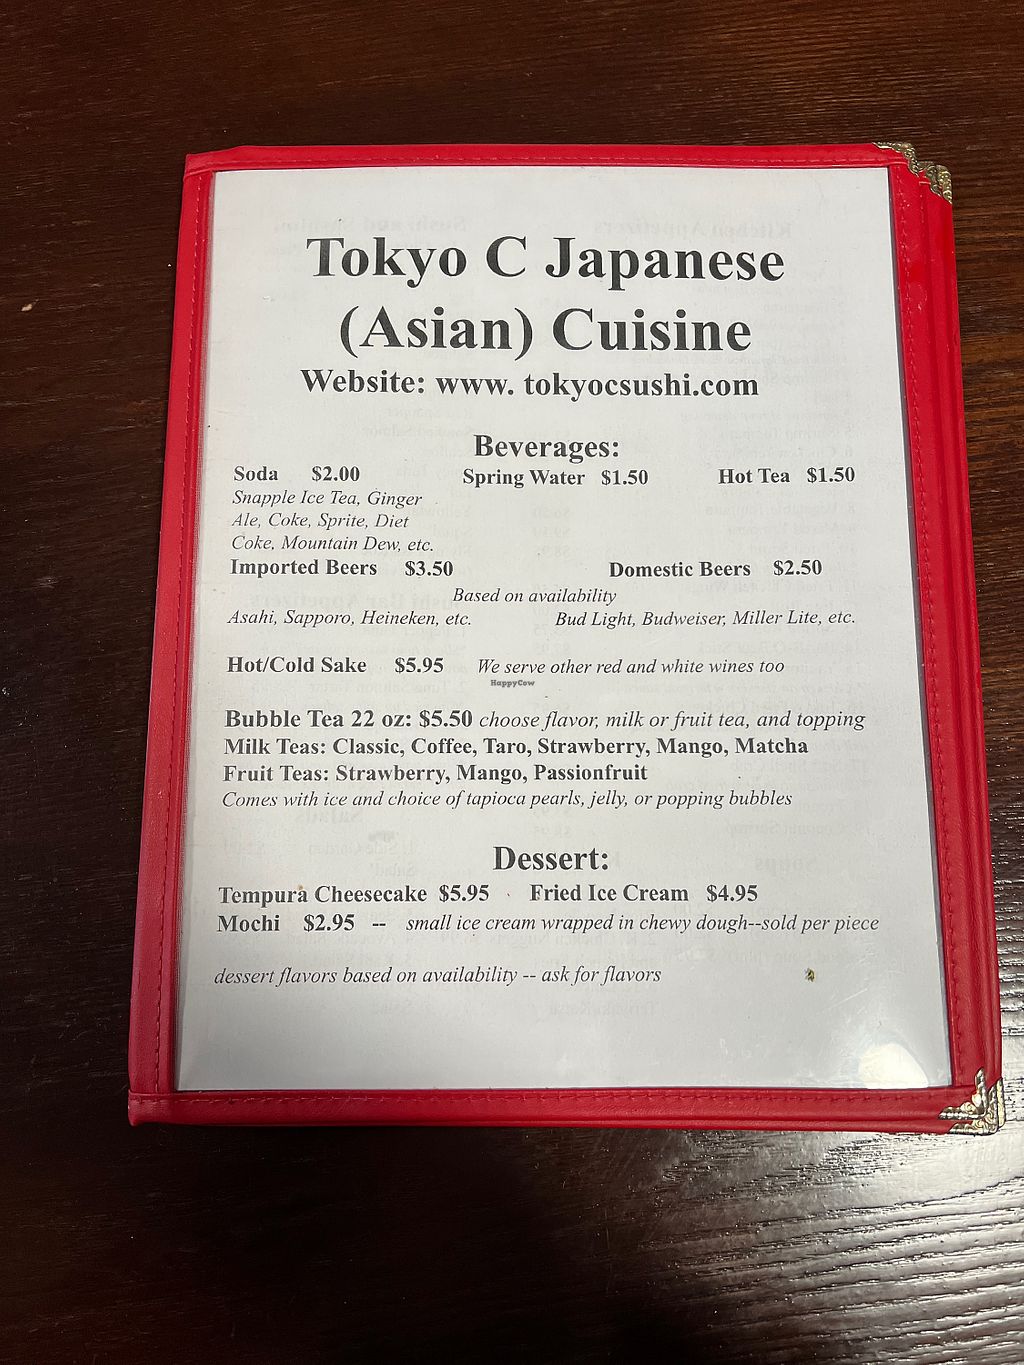 Tokyo C Japanese
(Asian) Cuisine
Website: www. tokyocsushi.com
Beverages:
Soda $2.00 Spring Water $1.50 Hot Tea $1.50
Snapple Ice Tea, Ginger
Ale, Coke, Sprite, Diet
Coke, Mountain Dew, etc.
Imported Beers $3.50 Domestic Beers $2.50
Based on availability
Asahi, Sapporo, Heineken, etc. Bud Light, Budweiser, Miller Lite, etc.
Hot/Cold Sake $5.95 We serve other red and white wines too
HappyCow
Bubble Tea 22 oz: $5.50 choose flavor, milk or fruit tea, and topping
Milk Teas: Classic, Coffee, Taro, Strawberry, Mango, Matcha
Fruit Teas: Strawberry, Mango, Passionfruit
Comes with ice and choice of tapioca pearls, jelly, or popping bubbles
Dessert:
Tempura Cheesecake $5.95 Fried Ice Cream $4.95
Mochi $2.95 -- small ice cream wrapped in chewy dough--sold per piece
dessert flavors based on availability -- ask for flavors